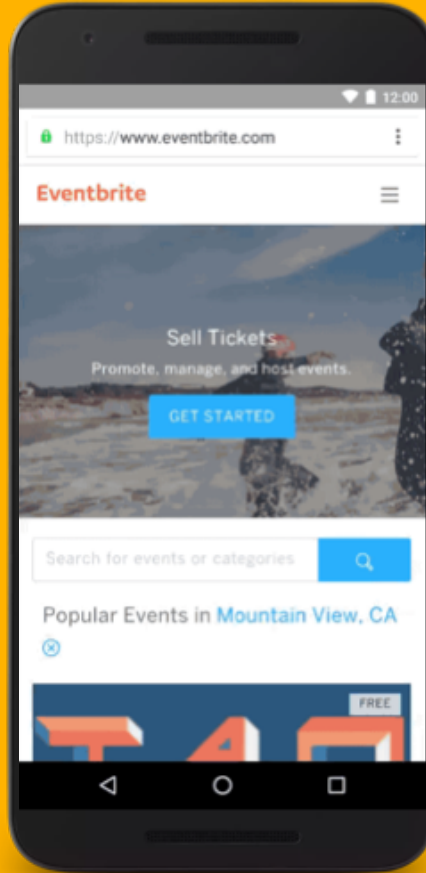 12:00
https://www.eventbrite.com
Eventbrite
Sell Tickets
Promote, manage, and host events.
GET STARTED
Search for events or categories
Popular Events in Mountain View, CA
FREE